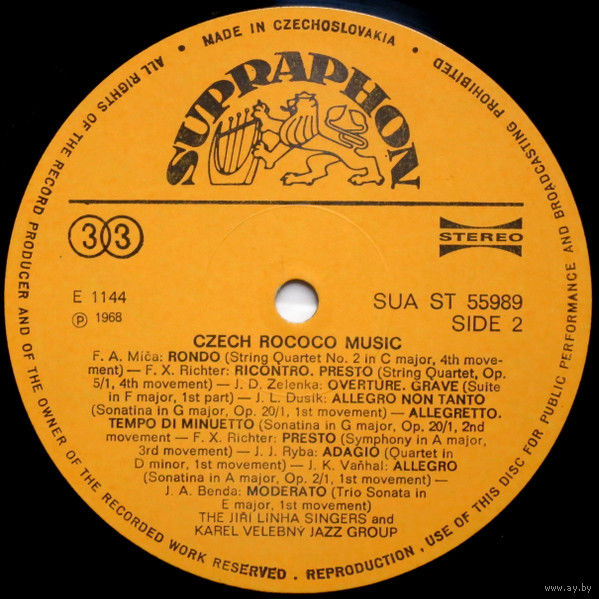 ALL RIGHTS OF THE RECORD PRODUCER AND OF THE OWNER OF THE RECORDED WORK RESERVED . REPRODUCTION, USE OF THIS DISC FOR PUBLIC PERFORMANCE AND BROADCASTING PROHIBITED
• MADE IN CZECHOSLOVAKIA •
SUPRAPHON
33
STEREO
E 1144
℗ 1968
SUA ST 55989
SIDE 2
CZECH ROCOCO MUSIC
F. A. Míča: RONDO (String Quartet No. 2 in C major, 4th move-
ment) — F. X. Richter: RICONTRO. PRESTO (String Quartet, Op.
5/1, 4th movement) — J. D. Zelenka: OVERTURE. GRAVE (Suite
in F major, 1st part) — J. L. Dusík: ALLEGRO NON TANTO
(Sonatina in G major, Op. 20/1, 1st movement) — ALLEGRETTO.
TEMPO DI MINUETTO (Sonatina in G major, Op. 20/1, 2nd
movement — F. X. Richter: PRESTO (Symphony in A major,
3rd movement) — J. J. Ryba: ADAGIO (Quartet in
D minor, 1st movement) — J. K. Vaňhal: ALLEGRO
(Sonatina in A major, Op. 2/1, 1st movement) —
J. A. Benda: MODERATO (Trio Sonata in
E major, 1st movement)
THE JIŘÍ LINHA SINGERS and
KAREL VELEBNÝ JAZZ GROUP
www.ay.by